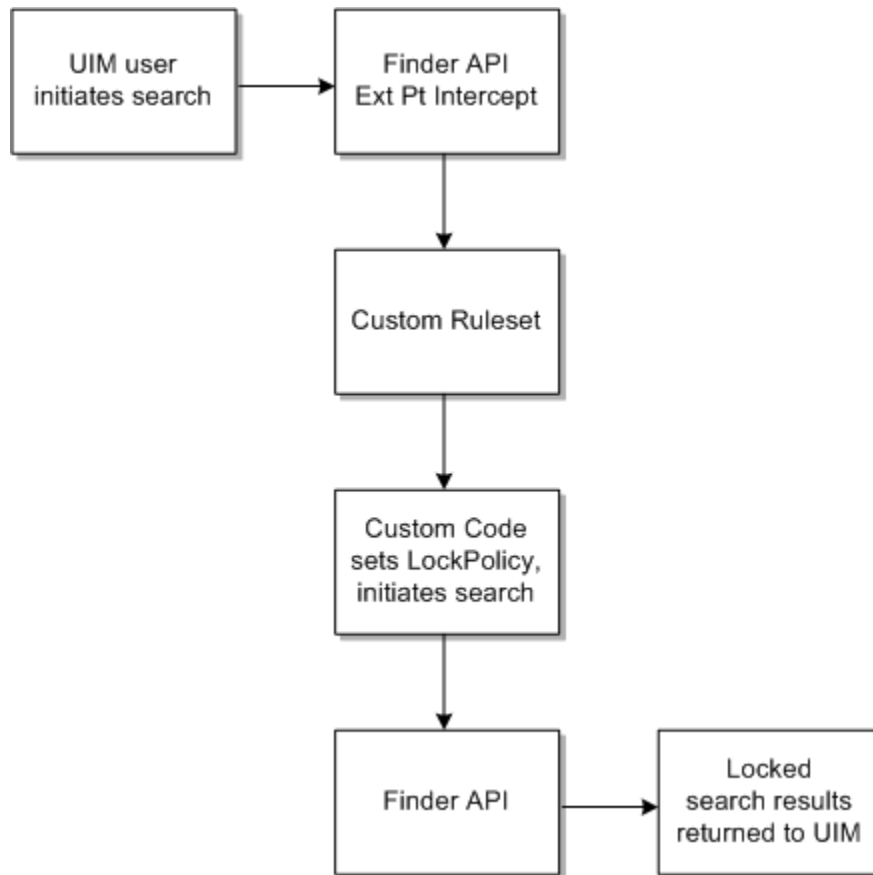 UIM user
initiates search
Finder API
Ext Pt Intercept
Custom Ruleset
Custom Code
sets LockPolicy,
initiates search
Finder API
Locked
search results
returned to UIM